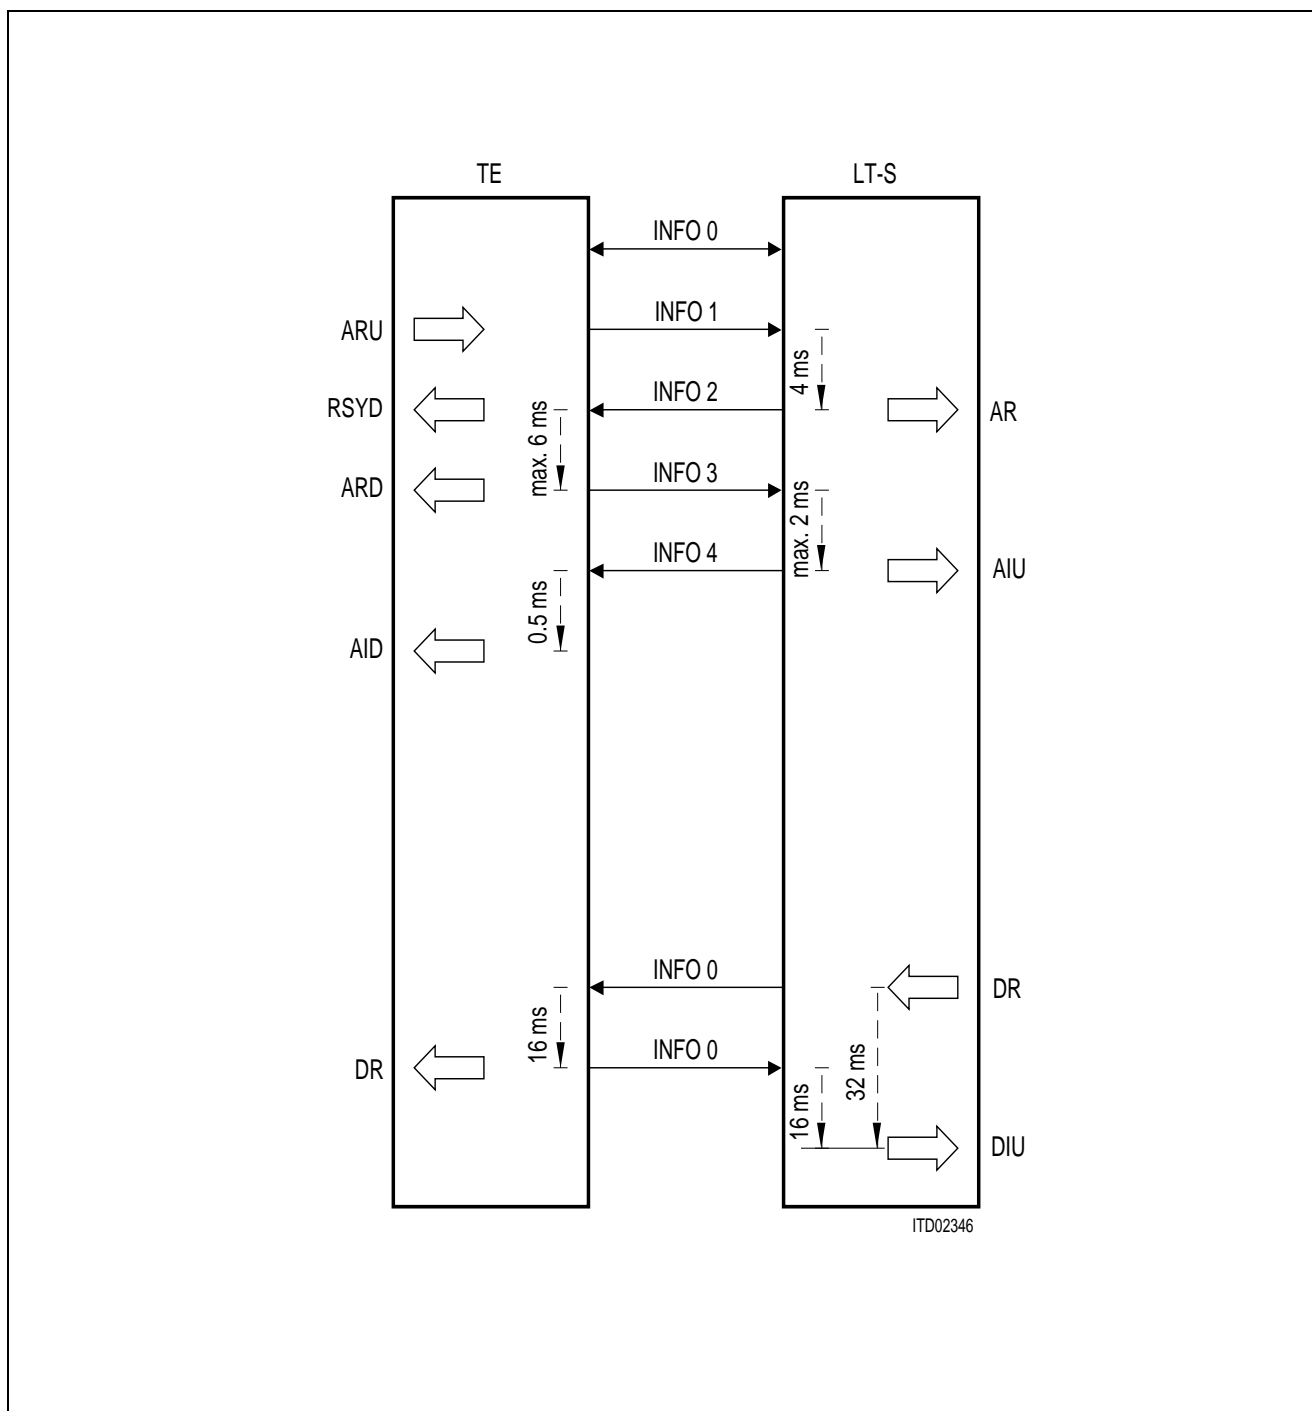 TE LT-S
INFO 0
ARU INFO 1
4 ms
RSYD INFO 2 AR
max. 6 ms
ARD INFO 3
max. 2 ms
INFO 4 AIU
0.5 ms
AID
INFO 0 DR
16 ms
32 ms
DR INFO 0
16 ms
DIU
ITD02346